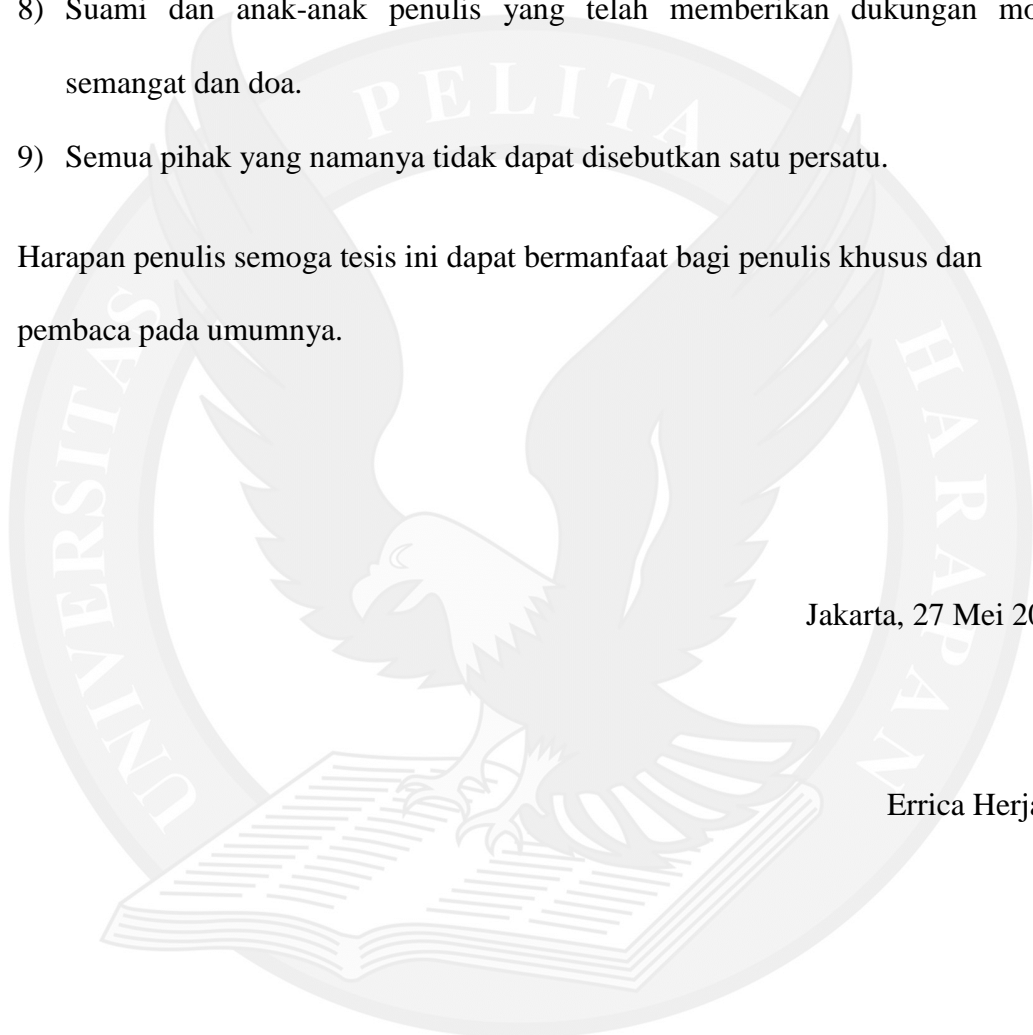 8) Suami dan anak-anak penulis yang telah memberikan dukungan
semangat dan doa.
9) Semua pihak yang namanya tidak dapat disebutkan satu persatu.
Harapan penulis semoga tesis ini dapat bermanfaat bagi penulis khusus dan
pembaca pada umumnya.
Jakarta, 27 Mei
Errica
UNIVERSITAS PELITA HARAPAN